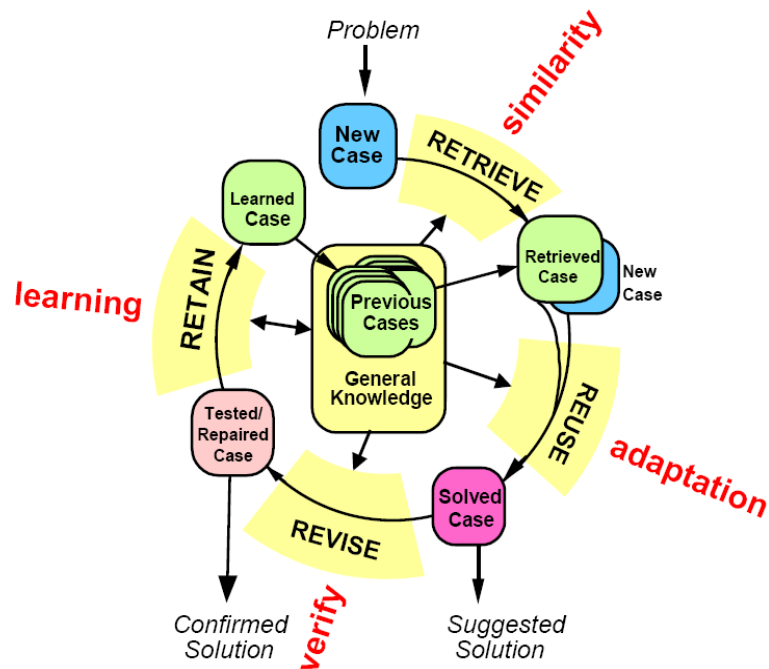 Problem
New
Case
RETRIEVE
similarity
Learned
Case
Retrieved
Case
New
Case
Previous
Cases
General
Knowledge
RETAIN
learning
REUSE
adaptation
Tested/
Repaired
Case
Solved
Case
REVISE
verify
Confirmed
Solution
Suggested
Solution